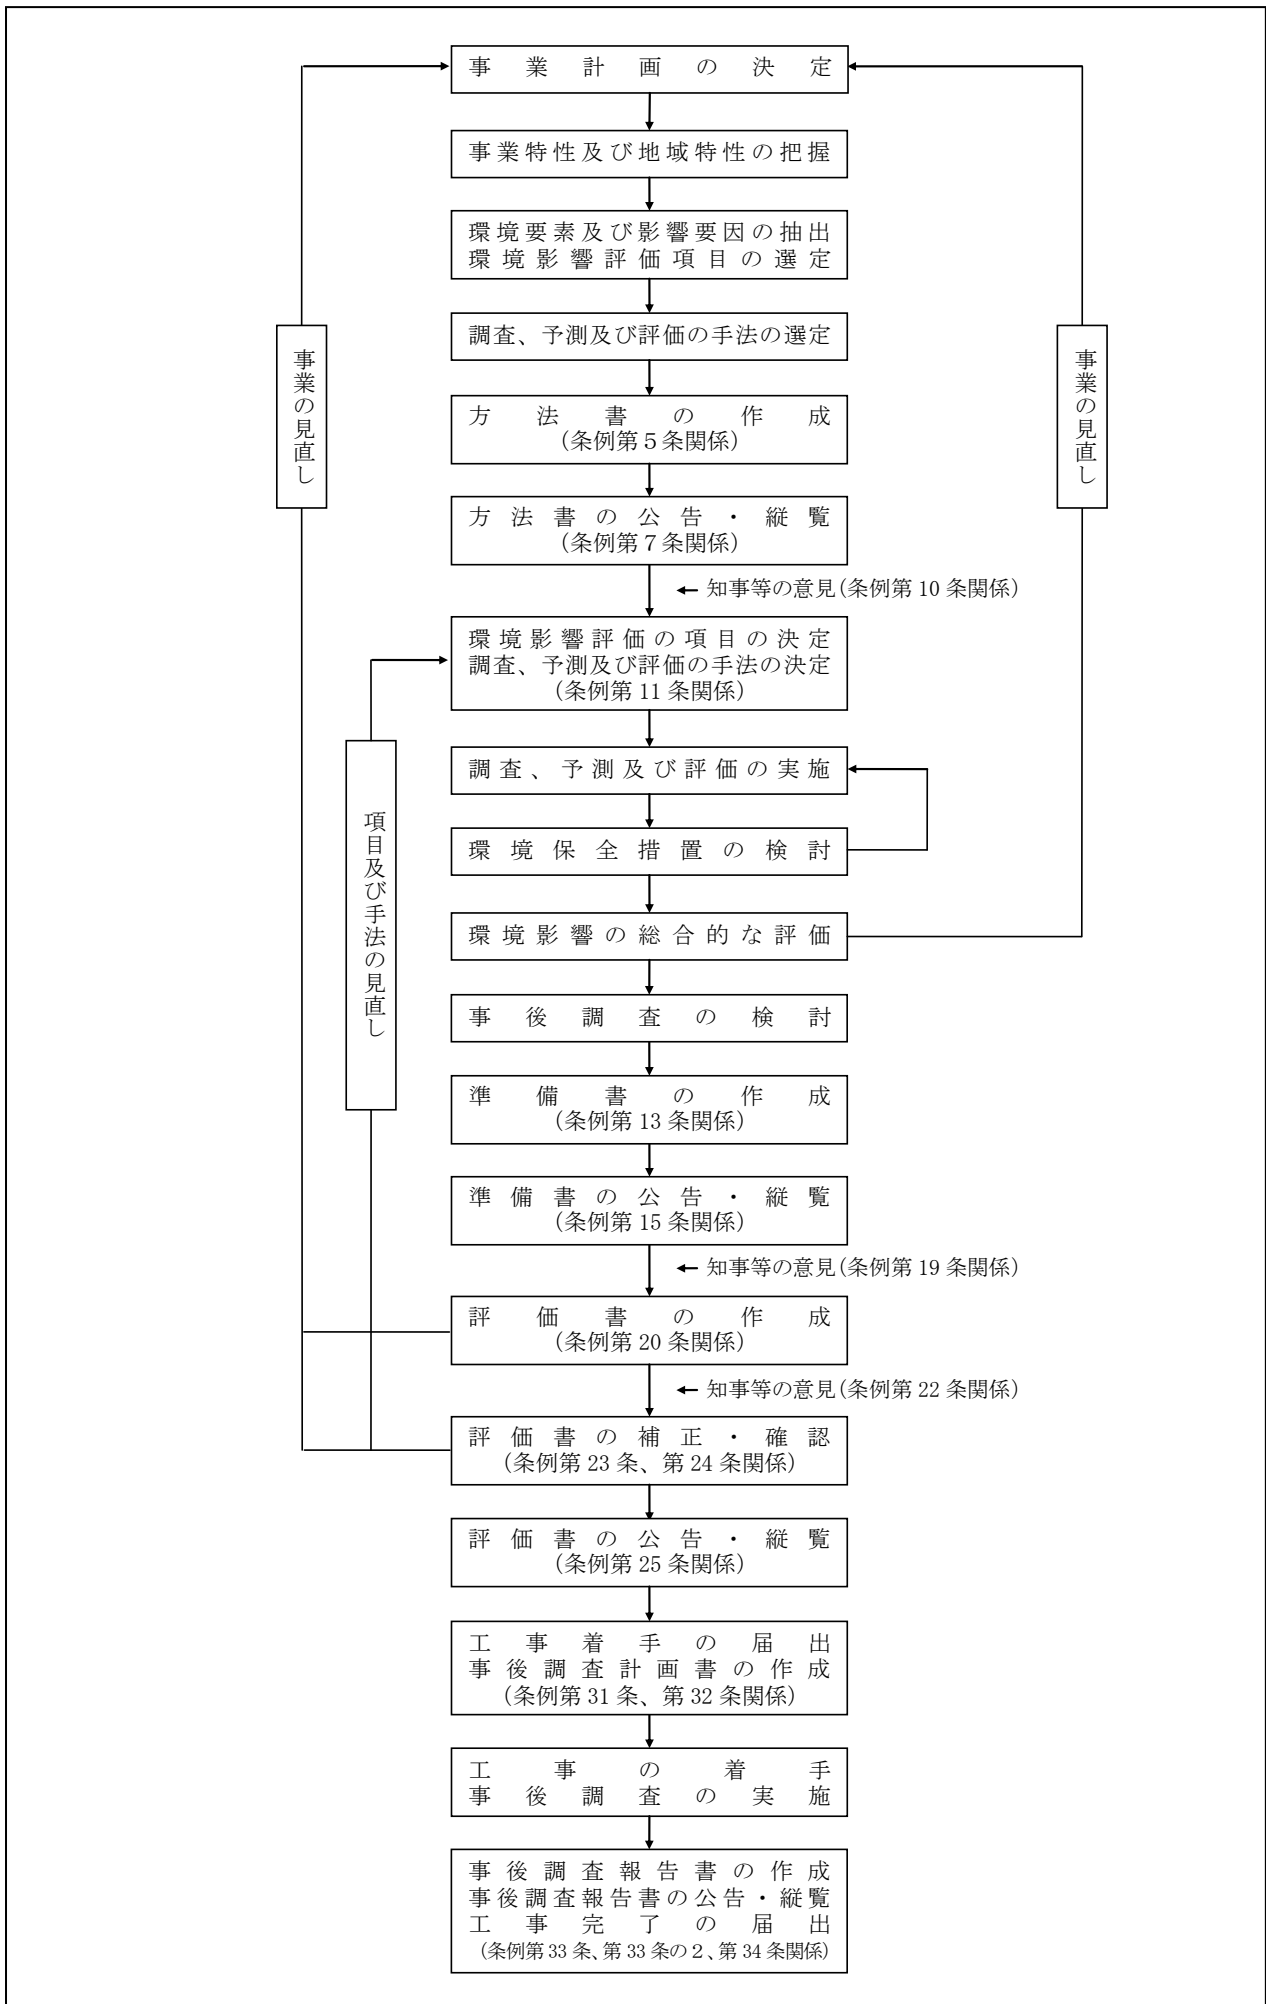 事業計画の決定
事業特性及び地域特性の把握
環境要素及び影響要因の抽出
環境影響評価項目の選定
調査、予測及び評価の手法の選定
事業の見直し
事業の見直し
方法書の作成
(条例第5条関係)
方法書の公告・縦覧
(条例第7条関係)
知事等の意見(条例第10条関係)
環境影響評価の項目の決定
調査、予測及び評価の手法の決定
(条例第11条関係)
調査、予測及び評価の実施
項目及び手法の見直し
環境保全措置の検討
環境影響の総合的な評価
事後調査の検討
準備書の作成
(条例第13条関係)
準備書の公告・縦覧
(条例第15条関係)
知事等の意見(条例第19条関係)
評価書の作成
(条例第20条関係)
知事等の意見(条例第22条関係)
評価書の補正・確認
(条例第23条、第24条関係)
評価書の公告・縦覧
(条例第25条関係)
工事着手の届出
事後調査計画書の作成
(条例第31条、第32条関係)
工事の着手
事後調査の実施
事後調査報告書の作成
事後調査報告書の公告・縦覧
工事完了の届出
(条例第33条、第33条の2、第34条関係)